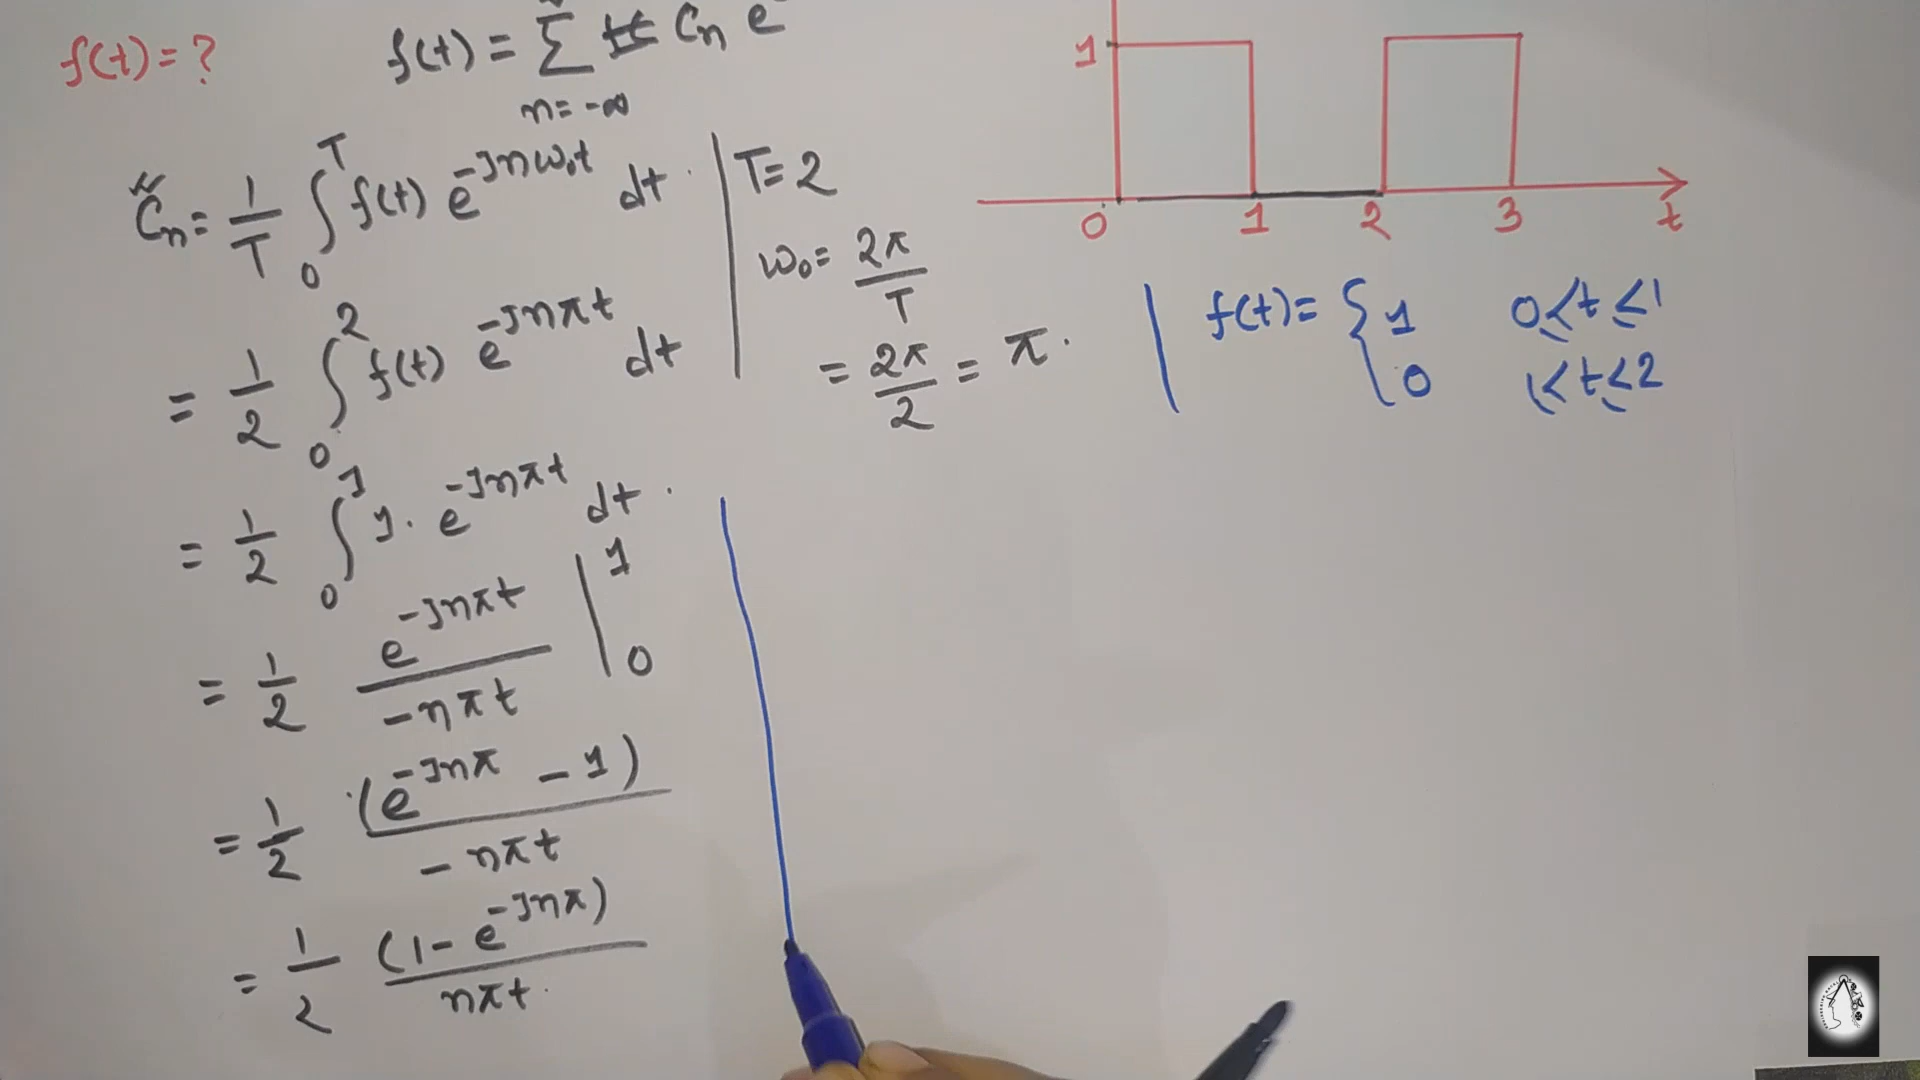 f(t) = ?
f(t) = Σ Cn e
n = -∞
1
0 1 2 3 t
Cn = 1/T ∫₀ᵀ f(t) e^{-Jnω₀t} dt.
= 1/2 ∫₀² f(t) e^{-Jnπt} dt
= 1/2 ∫₀¹ 1. e^{-Jnπt} dt.
= 1/2 e^{-Jnπt} / -nπt |₀¹
= 1/2 (e^{-Jnπ} - 1) / - nπt
= 1/2 (1 - e^{-Jnπ}) / nπt.
T = 2
ω₀ = 2π/T
= 2π/2 = π.
f(t) = { 1 0 ≤ t ≤ 1
0 1 ≤ t ≤ 2